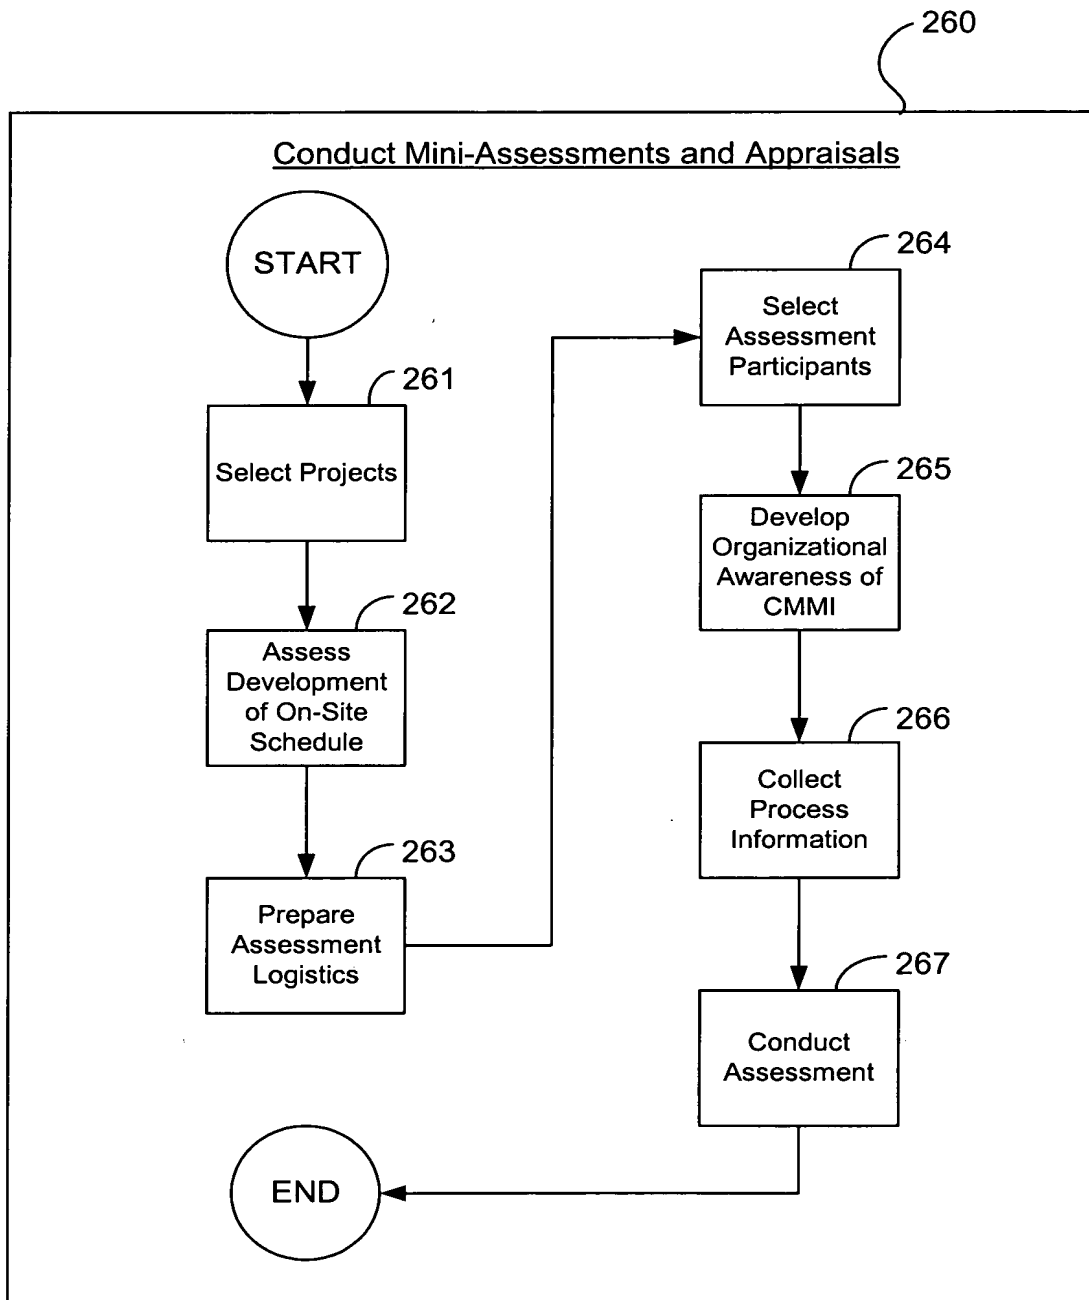 260
Conduct Mini-Assessments and Appraisals
START
261
Select Projects
262
Assess
Development
of On-Site
Schedule
263
Prepare
Assessment
Logistics
264
Select
Assessment
Participants
265
Develop
Organizational
Awareness of
CMMI
266
Collect
Process
Information
267
Conduct
Assessment
END